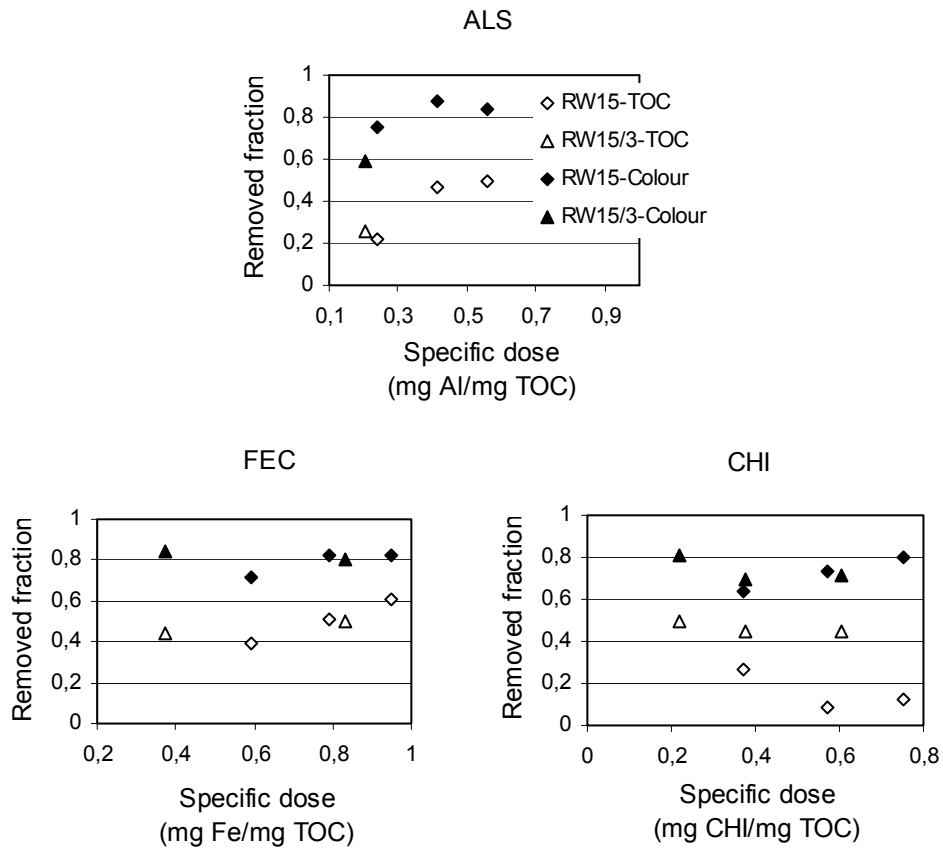 ALS
1
0,8
0,6
0,4
0,2
0
Removed fraction
0,1 0,3 0,5 0,7 0,9
Specific dose
(mg Al/mg TOC)
RW15-TOC
RW15/3-TOC
RW15-Colour
RW15/3-Colour
FEC
1
0,8
0,6
0,4
0,2
0
Removed fraction
0,2 0,4 0,6 0,8 1
Specific dose
(mg Fe/mg TOC)
CHI
1
0,8
0,6
0,4
0,2
0
Removed fraction
0 0,2 0,4 0,6 0,8
Specific dose
(mg CHI/mg TOC)